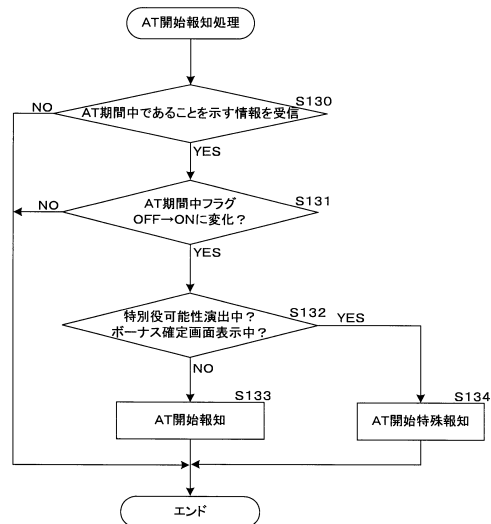 AT開始報知処理
S130
NO
AT期間中であることを示す情報を受信
YES
S131
NO
AT期間中フラグ
OFF→ONに変化?
YES
S132
特別役可能性演出中?
ボーナス確定画面表示中?
YES
NO
S133
S134
AT開始報知
AT開始特殊報知
エンド